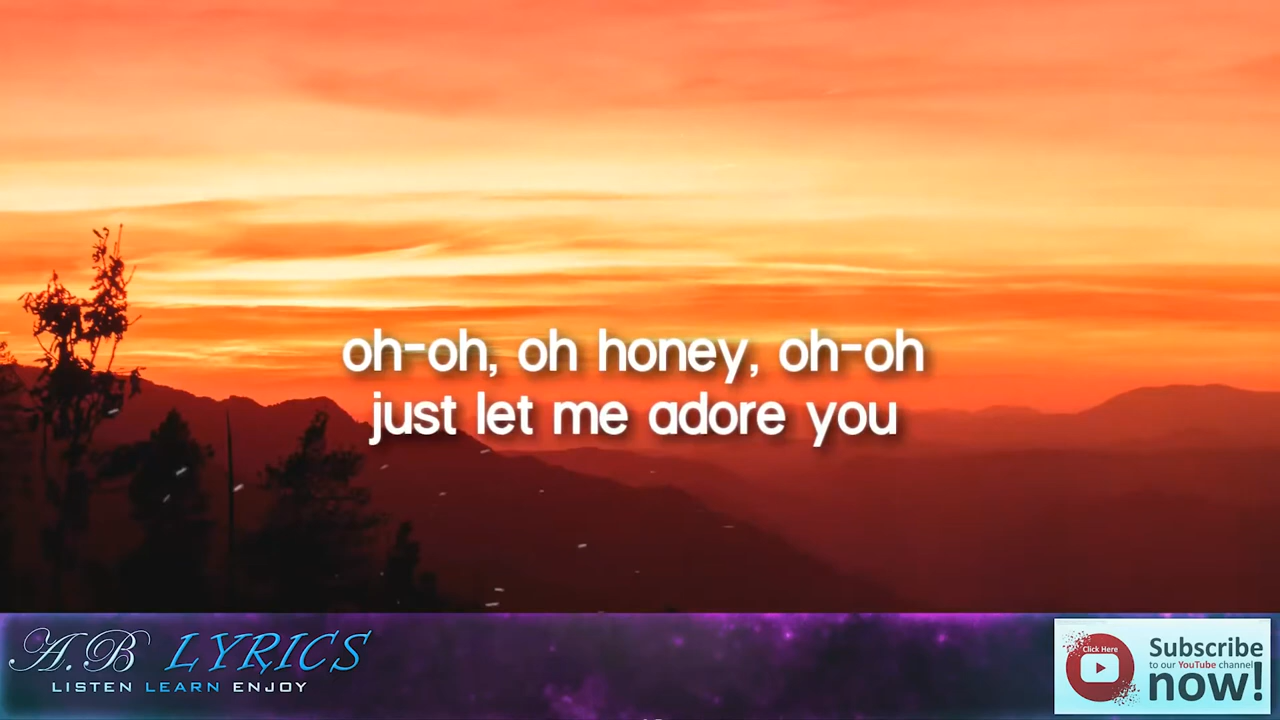 oh-oh, oh honey, oh-oh
just let me adore you
A.B LYRICS
LISTEN LEARN ENJOY
Click Here
Subscribe
to our YouTube channel
now!